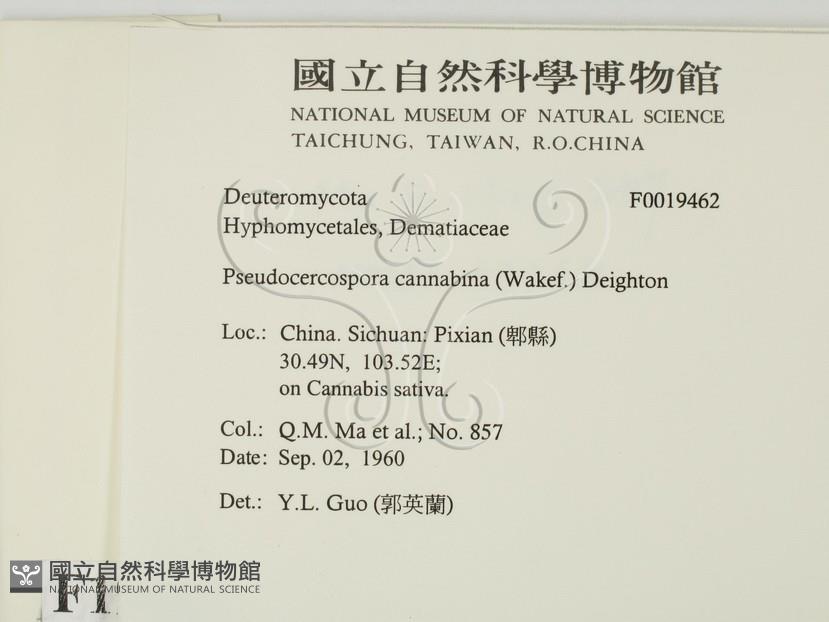 國立自然科學博物館
NATIONAL MUSEUM OF NATURAL SCIENCE
TAICHUNG, TAIWAN, R.O.CHINA
Deuteromycota F0019462
Hyphomycetales, Dematiaceae
Pseudocercospora cannabina (Wakef.) Deighton
Loc.: China. Sichuan: Pixian (郫縣)
30.49N, 103.52E;
on Cannabis sativa.
Col.: Q.M. Ma et al.; No. 857
Date: Sep. 02, 1960
Det.: Y.L. Guo (郭英蘭)
國立自然科學博物館
NATIONAL MUSEUM OF NATURAL SCIENCE